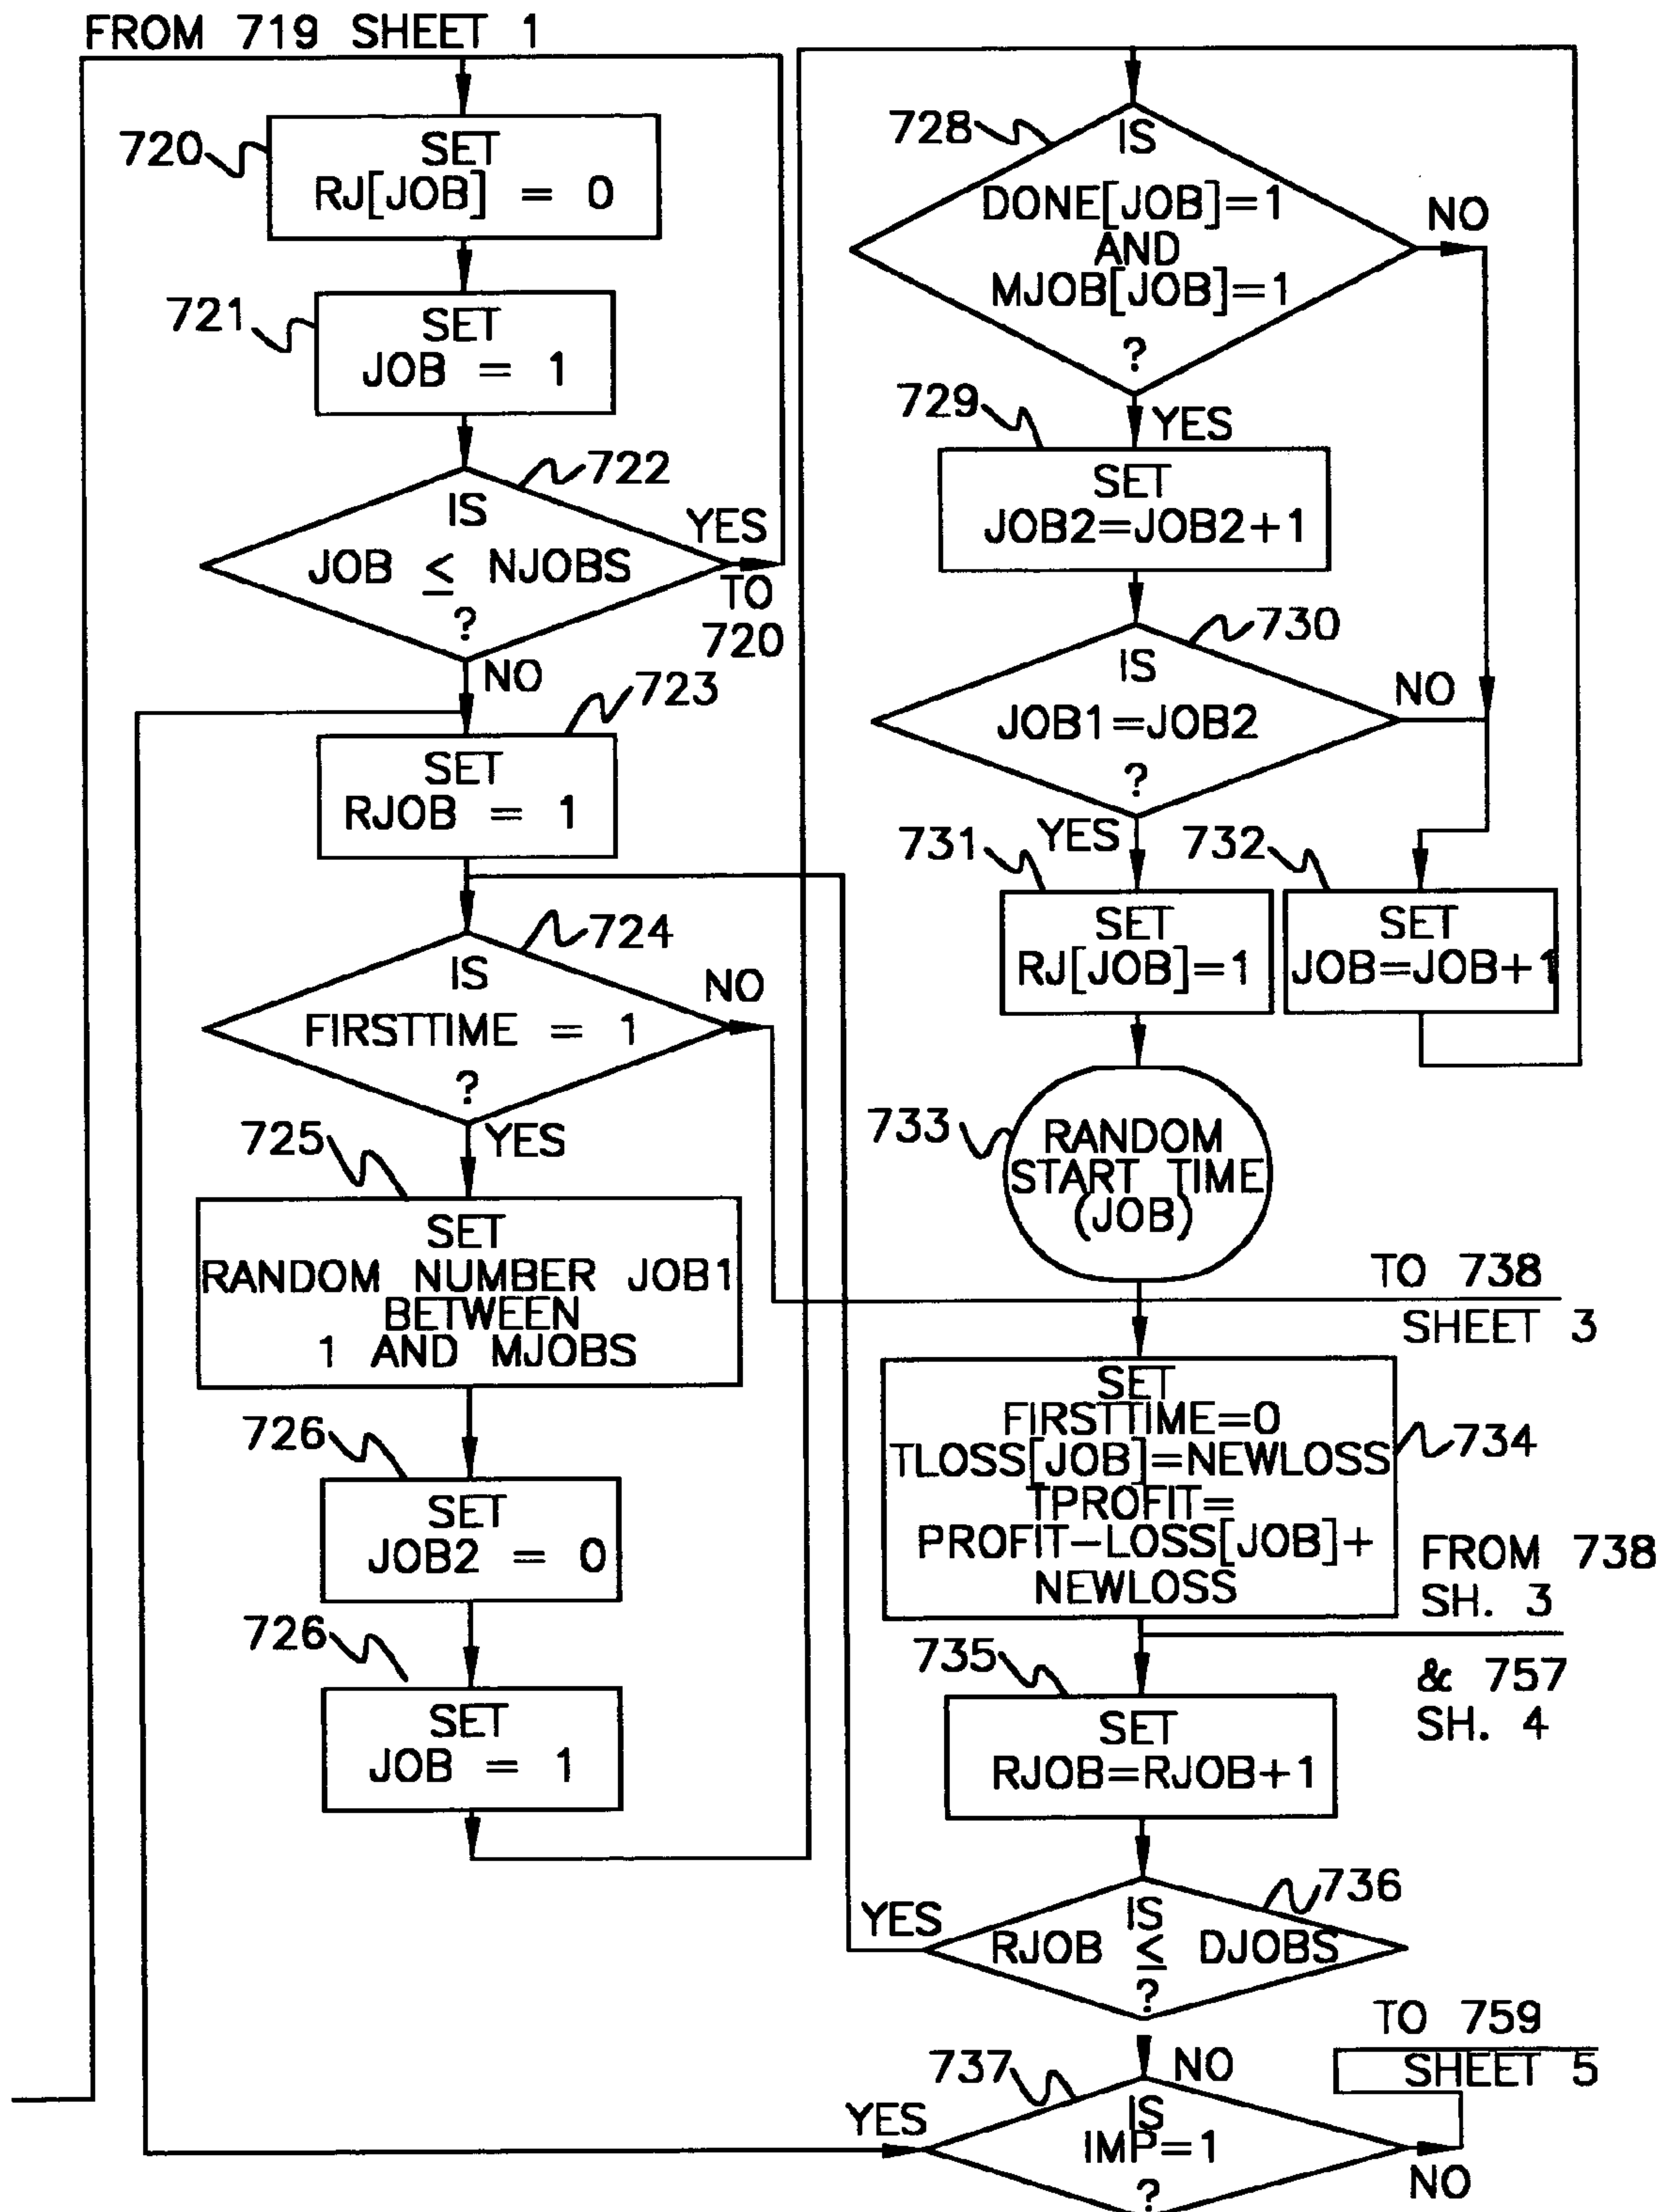 FROM 719 SHEET 1
720
SET
RJ[JOB] = 0
721
SET
JOB = 1
722
IS
JOB ≤ NJOBS
?
YES
TO
720
NO
723
SET
RJOB = 1
724
IS
FIRSTTIME = 1
?
NO
YES
725
SET
RANDOM NUMBER JOB1
BETWEEN
1 AND MJOBS
726
SET
JOB2 = 0
726
SET
JOB = 1
728
IS
DONE[JOB]=1
AND
MJOB[JOB]=1
?
NO
YES
729
SET
JOB2=JOB2+1
730
IS
JOB1=JOB2
?
NO
YES
731
SET
RJ[JOB]=1
732
SET
JOB=JOB+1
733
RANDOM
START TIME
(JOB)
TO 738
SHEET 3
SET
FIRSTTIME=0
TLOSS[JOB]=NEWLOSS
TPROFIT=
PROFIT-LOSS[JOB]+
NEWLOSS
734
FROM 738
SH. 3
& 757
SH. 4
735
SET
RJOB=RJOB+1
736
IS
RJOB ≤ DJOBS
?
YES
NO
737
IS
IMP=1
?
YES
NO
TO 759
SHEET 5